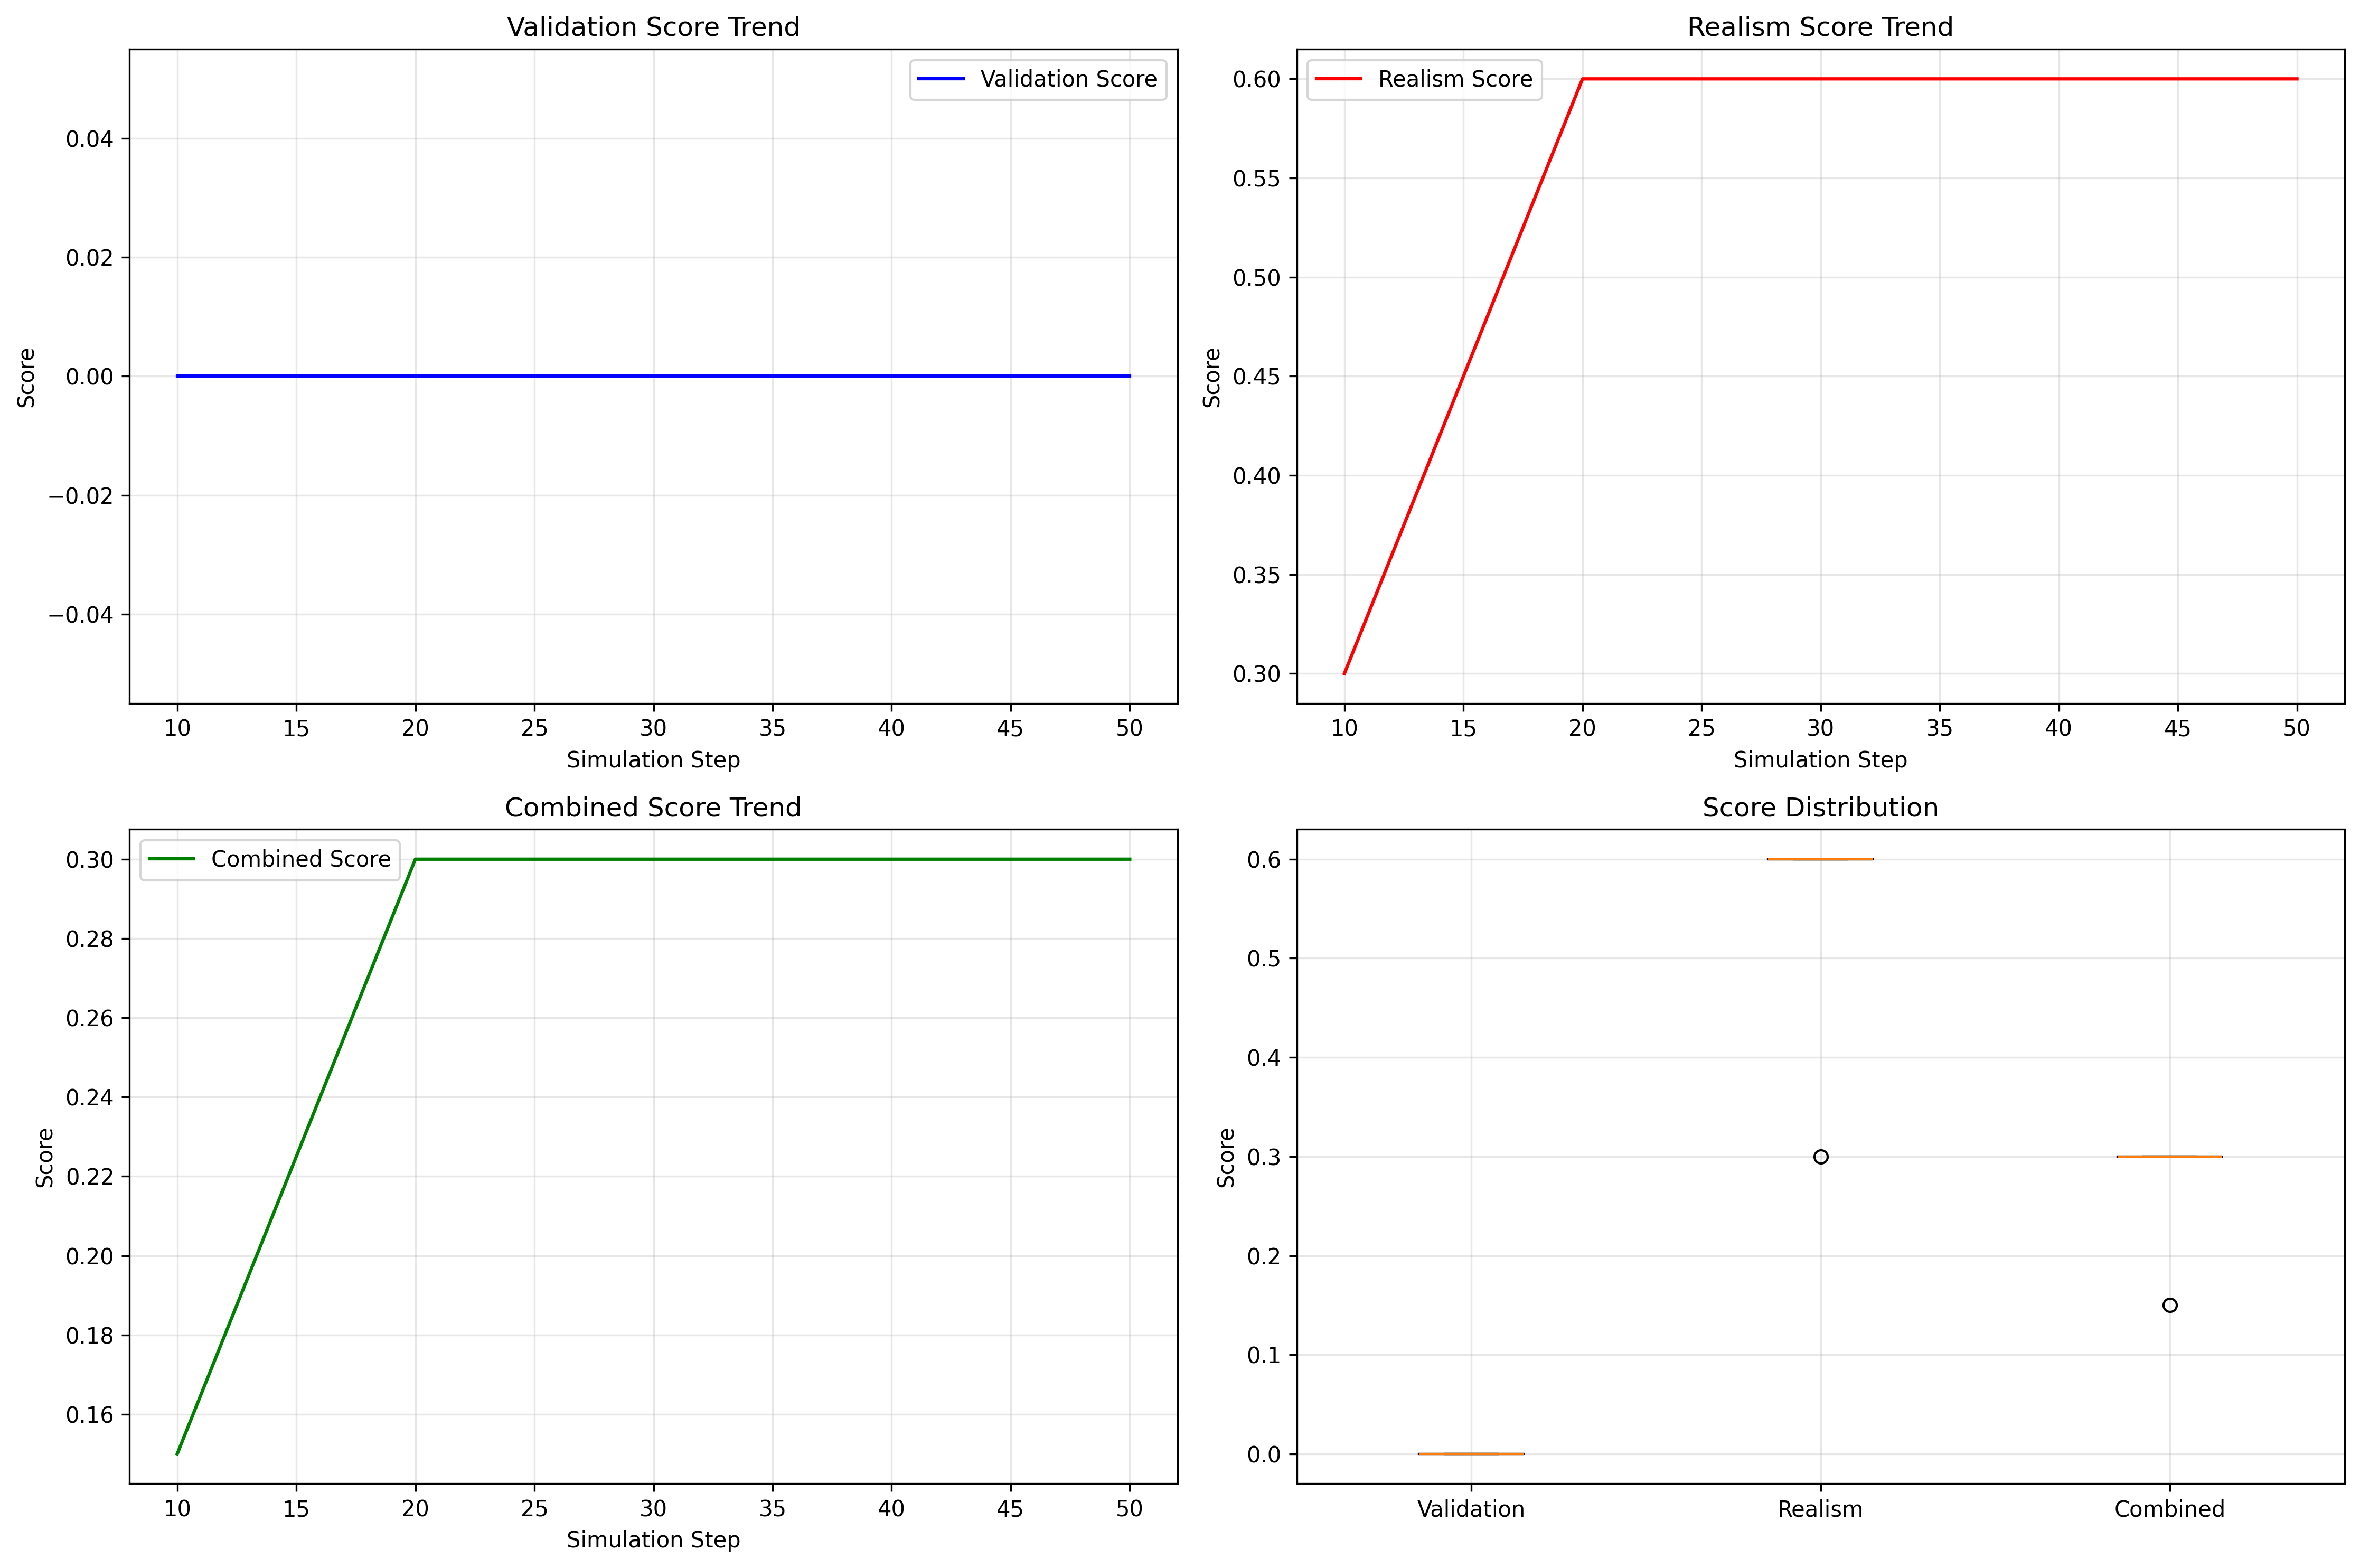 Validation Score Trend
Validation Score
0.04
0.02
0.00
−0.02
−0.04
Score
10 15 20 25 30 35 40 45 50
Simulation Step
Realism Score Trend
Realism Score
0.60
0.55
0.50
0.45
0.40
0.35
0.30
Score
10 15 20 25 30 35 40 45 50
Simulation Step
Combined Score Trend
Combined Score
0.30
0.28
0.26
0.24
0.22
0.20
0.18
0.16
Score
10 15 20 25 30 35 40 45 50
Simulation Step
Score Distribution
0.6
0.5
0.4
0.3
0.2
0.1
0.0
Score
Validation Realism Combined